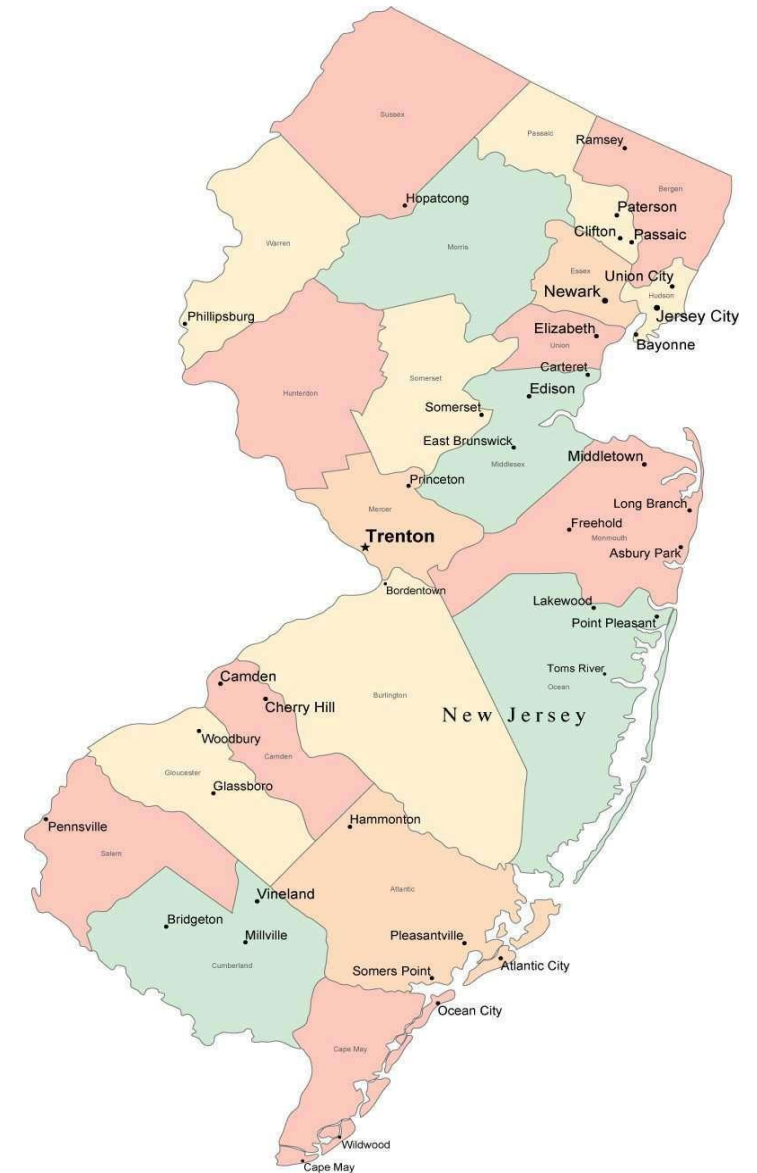 Sussex
Passaic
Ramsey
Bergen
Hopatcong
Paterson
Clifton
Passaic
Warren
Morris
Essex
Union City
Newark
Hudson
Phillipsburg
Jersey City
Elizabeth
Union
Bayonne
Carteret
Somerset
Edison
Hunterdon
Somerset
East Brunswick
Middletown
Middlesex
Princeton
Long Branch
Mercer
Freehold
Trenton
Monmouth
Asbury Park
Bordentown
Lakewood
Point Pleasant
Toms River
Camden
Ocean
Burlington
Cherry Hill
New Jersey
Woodbury
Camden
Gloucester
Glassboro
Hammonton
Pennsville
Salem
Atlantic
Vineland
Bridgeton
Millville
Pleasantville
Cumberland
Somers Point
Atlantic City
Ocean City
Cape May
Wildwood
Cape May